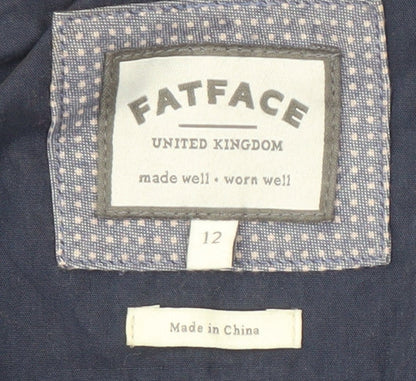 FATFACE
UNITED KINGDOM
made well • worn well
12
Made in China